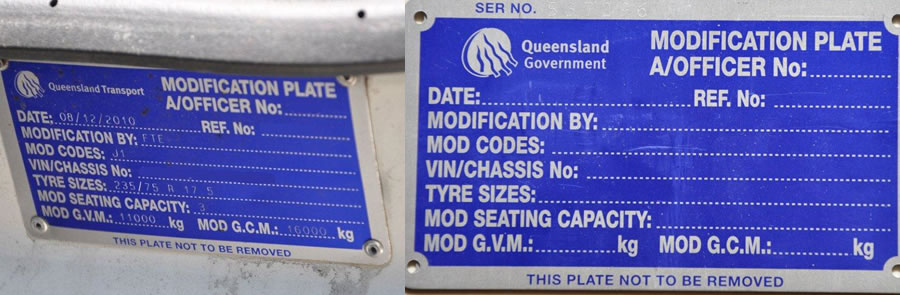 Queensland Transport
MODIFICATION PLATE
A/OFFICER No:
DATE: 08/12/2010 REF. No:
MODIFICATION BY: FTE
MOD CODES: J1
VIN/CHASSIS No:
TYRE SIZES: 235/75 R 17.5
MOD SEATING CAPACITY: 3
MOD G.V.M.: 11000 kg MOD G.C.M.: 16000 kg
THIS PLATE NOT TO BE REMOVED
SER NO.
Queensland
Government
MODIFICATION PLATE
A/OFFICER No:
DATE: REF. No:
MODIFICATION BY:
MOD CODES:
VIN/CHASSIS No:
TYRE SIZES:
MOD SEATING CAPACITY:
MOD G.V.M.: kg MOD G.C.M.: kg
THIS PLATE NOT TO BE REMOVED